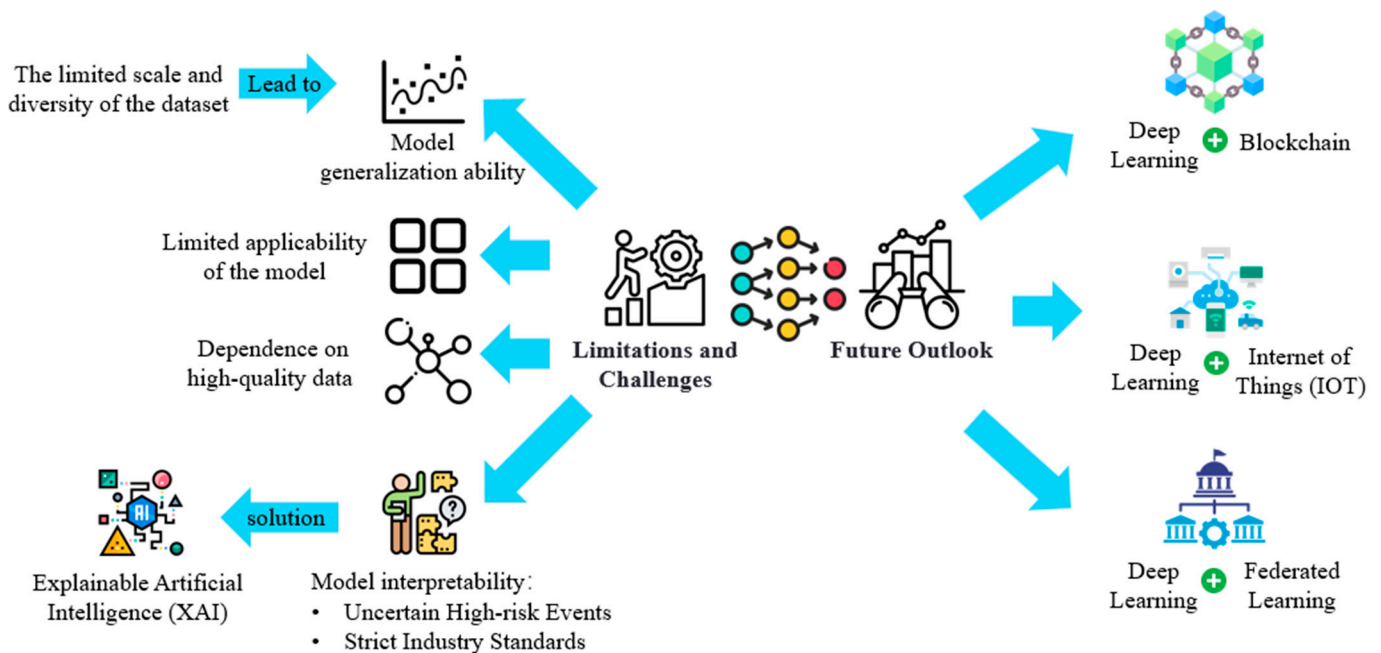 The limited scale and
diversity of the dataset
Lead to
Model
generalization ability
Limited applicability
of the model
Dependence on
high-quality data
Limitations and
Challenges
Future Outlook
solution
AI
?
Explainable Artificial
Intelligence (XAI)
Model interpretability:
• Uncertain High-risk Events
• Strict Industry Standards
Deep
Learning
Blockchain
Deep
Learning
Internet of
Things (IOT)
Deep
Learning
Federated
Learning